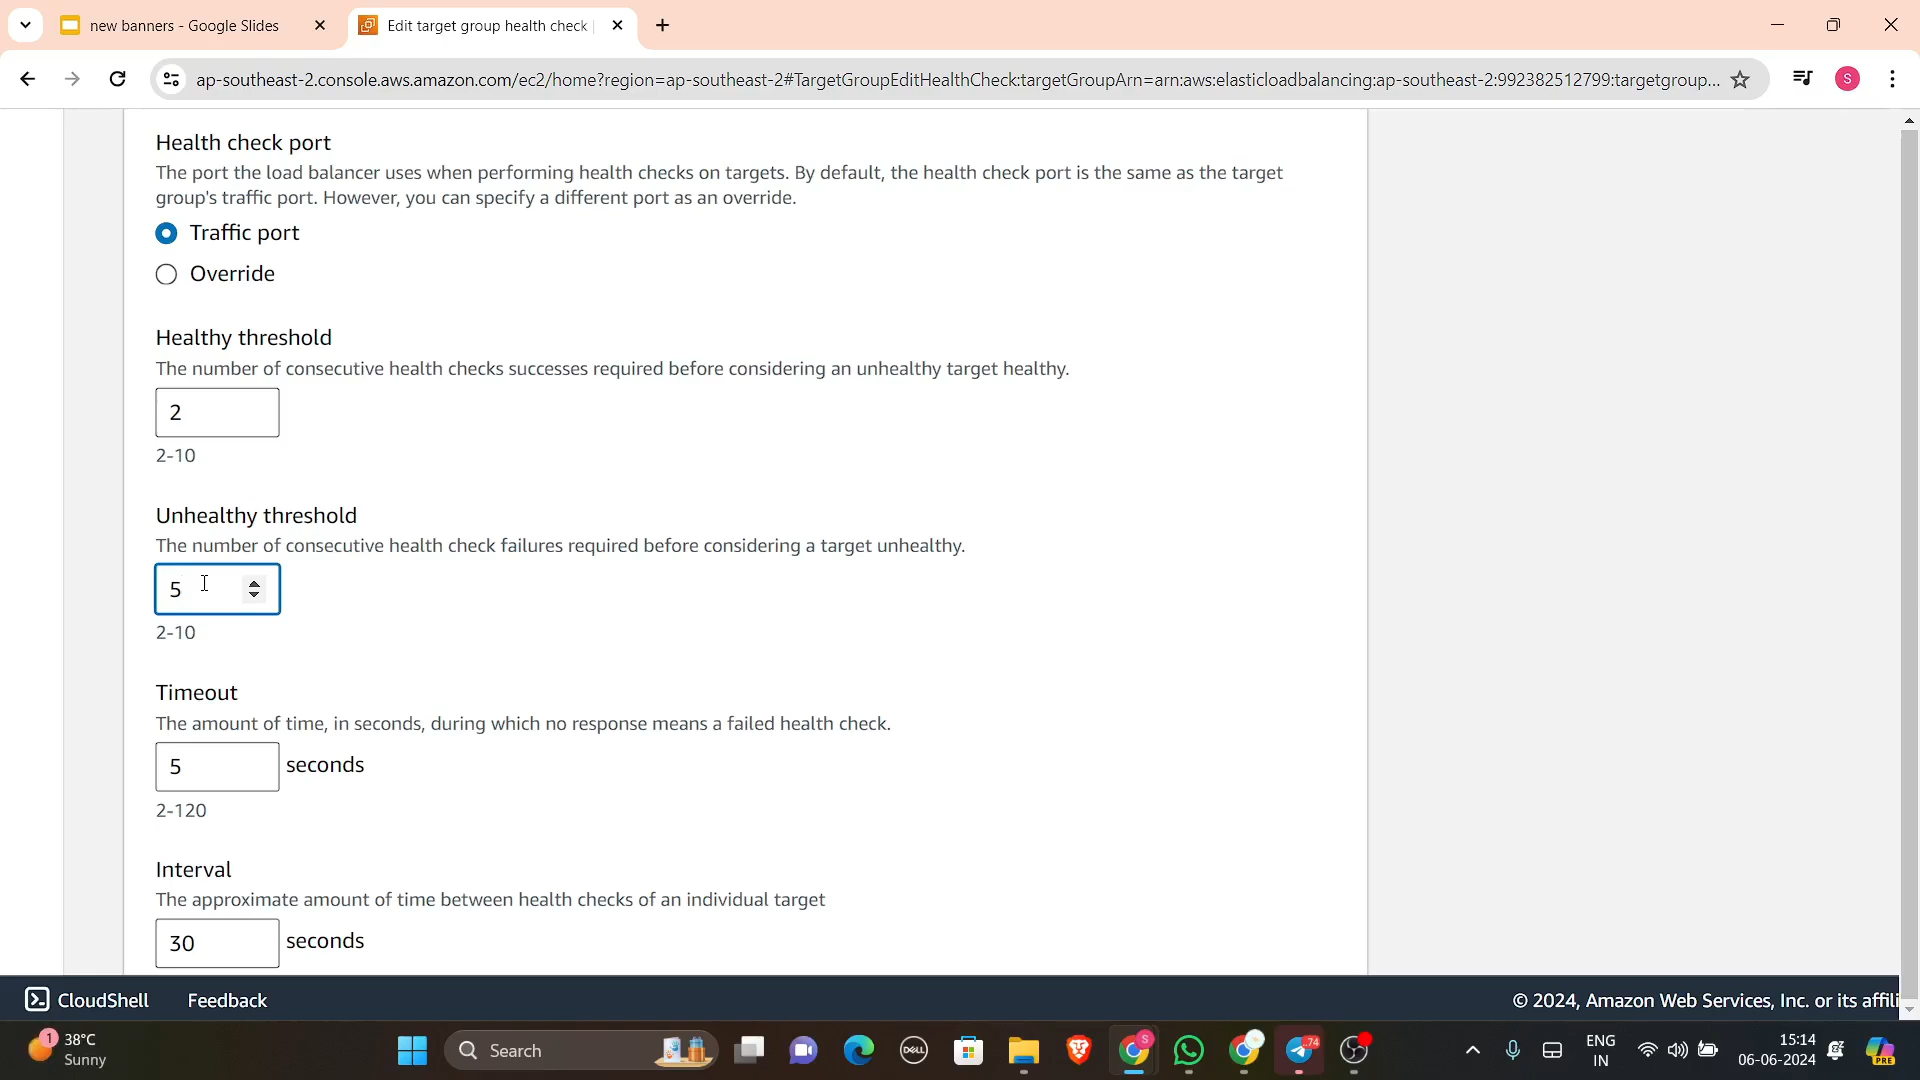 new banners - Google Slides
Edit target group health check
ap-southeast-2.console.aws.amazon.com/ec2/home?region=ap-southeast-2#TargetGroupEditHealthCheck:targetGroupArn=arn:aws:elasticloadbalancing:ap-southeast-2:992382512799:targetgroup...
S
Health check port
The port the load balancer uses when performing health checks on targets. By default, the health check port is the same as the target
group's traffic port. However, you can specify a different port as an override.
Traffic port
Override
Healthy threshold
The number of consecutive health checks successes required before considering an unhealthy target healthy.
2
2-10
Unhealthy threshold
The number of consecutive health check failures required before considering a target unhealthy.
5
2-10
Timeout
The amount of time, in seconds, during which no response means a failed health check.
5 seconds
2-120
Interval
The approximate amount of time between health checks of an individual target
30 seconds
CloudShell Feedback © 2024, Amazon Web Services, Inc. or its affili
1
38°C
Sunny
Search
DELL
S
74
ENG
IN
15:14
06-06-2024
PRE